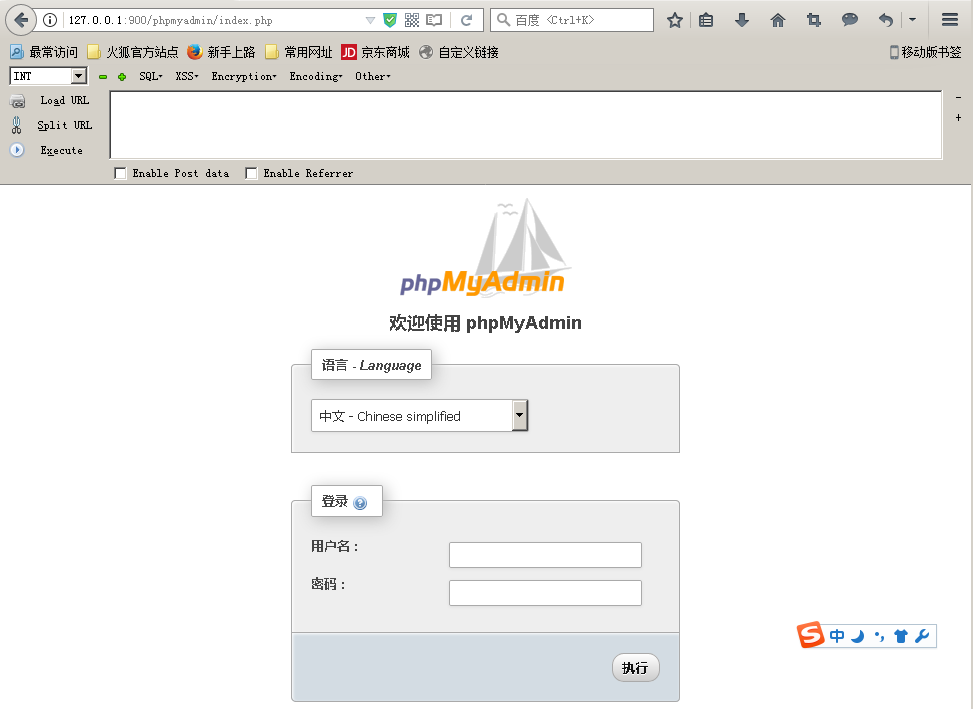 127.0.0.1:900/phpmyadmin/index.php 百度 <Ctrl+K>
最常访问 火狐官方站点 新手上路 常用网址 JD 京东商城 自定义链接 移动版书签
INT SQL XSS Encryption Encoding Other
Load URL
Split URL
Execute
Enable Post data Enable Referrer
phpMyAdmin
欢迎使用 phpMyAdmin
语言 - Language
中文 - Chinese simplified
登录
用户名：
密码：
S 中
执行